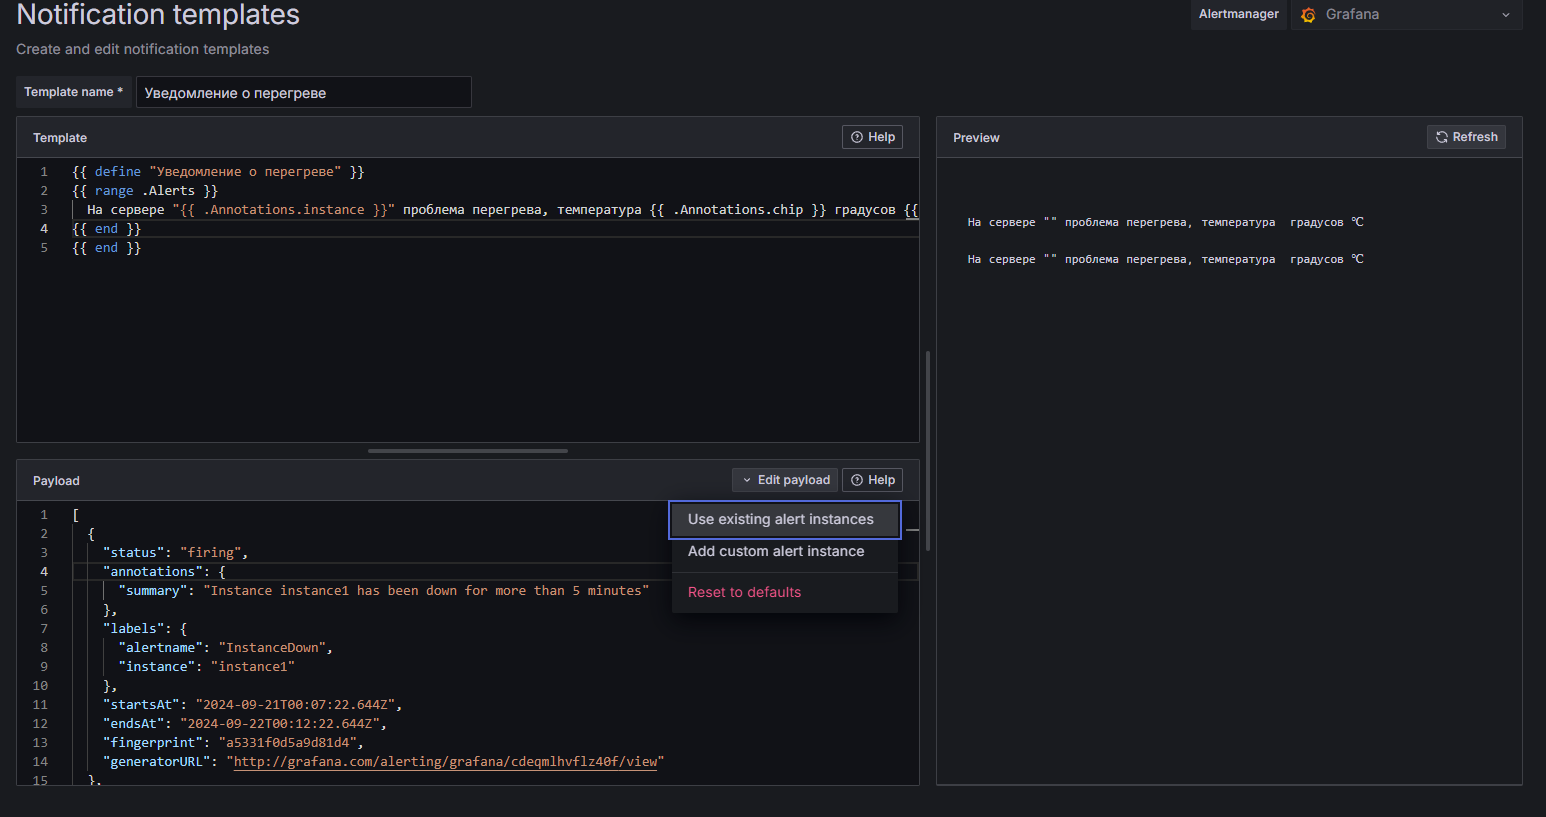 Notification templates
Alertmanager
Grafana
Create and edit notification templates
Template name *
Уведомление о перегреве
Template
Help
1 {{ define "Уведомление о перегреве" }}
2 {{ range .Alerts }}
3 На сервере "{{ .Annotations.instance }}" проблема перегрева, температура {{ .Annotations.chip }} градусов {{
4 {{ end }}
5 {{ end }}
Preview
Refresh
На сервере "" проблема перегрева, температура  градусов ℃
На сервере "" проблема перегрева, температура  градусов ℃
Payload
Edit payload
Help
Use existing alert instances
Add custom alert instance
Reset to defaults
1 [
2 {
3 "status": "firing",
4 "annotations": {
5 "summary": "Instance instance1 has been down for more than 5 minutes"
6 },
7 "labels": {
8 "alertname": "InstanceDown",
9 "instance": "instance1"
10 },
11 "startsAt": "2024-09-21T00:07:22.644Z",
12 "endsAt": "2024-09-22T00:12:22.644Z",
13 "fingerprint": "a5331f0d5a9d81d4",
14 "generatorURL": "http://grafana.com/alerting/grafana/cdeqmlhvflz40f/view"
15 },